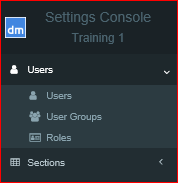 Settings Console
dm
Training 1
Users
Users
User Groups
Roles
Sections